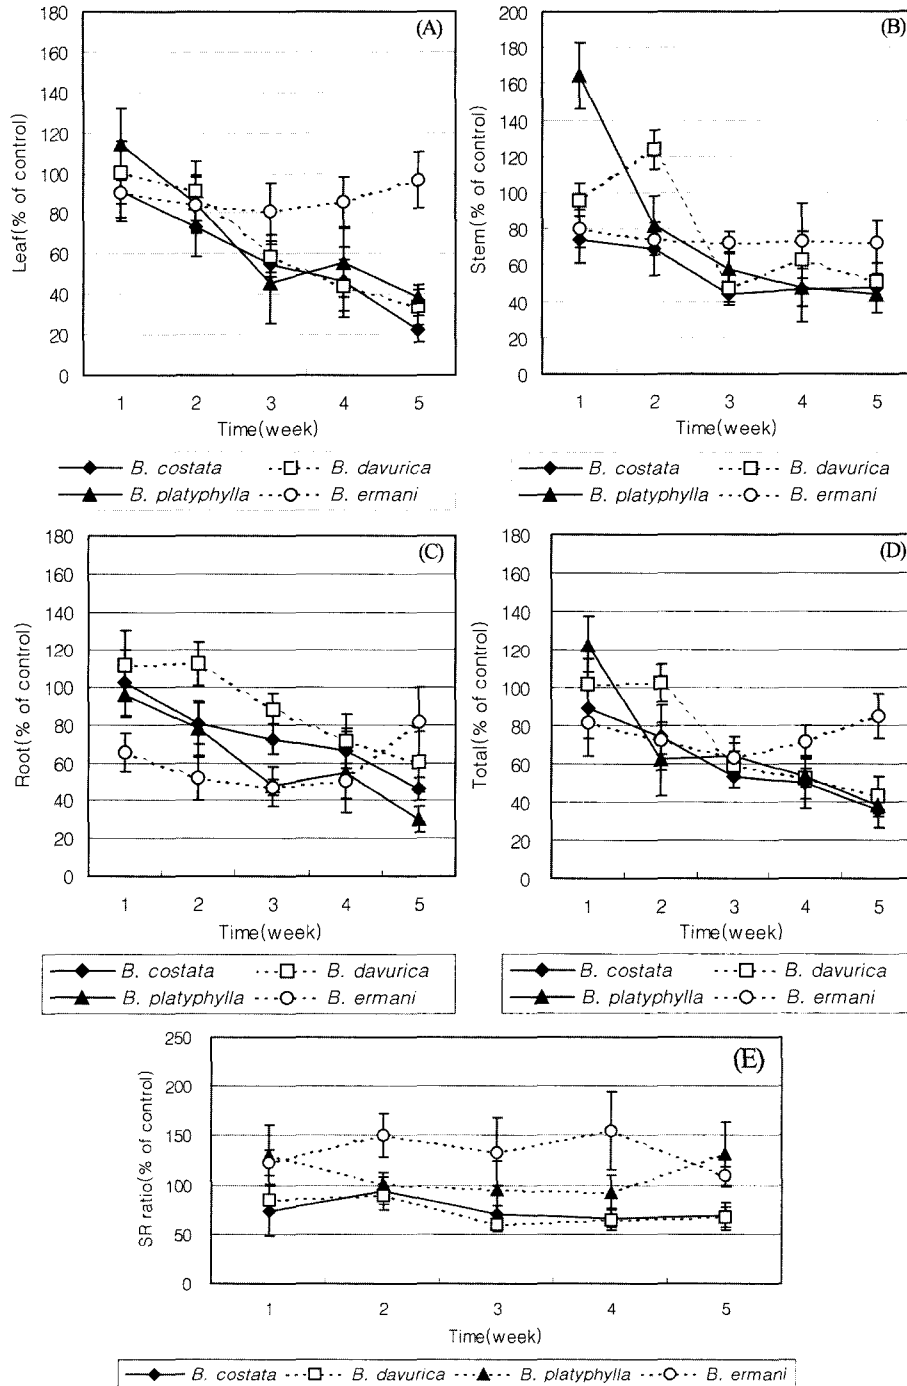 (A)
Leaf(% of control)
180
160
140
120
100
80
60
40
20
0
1 2 3 4 5
Time(week)
B. costata B. davurica
B. platyphylla B. ermani
(B)
Stem(% of control)
200
180
160
140
120
100
80
60
40
20
0
1 2 3 4 5
Time(week)
B. costata B. davurica
B. platyphylla B. ermani
(C)
Root(% of control)
180
160
140
120
100
80
60
40
20
0
1 2 3 4 5
Time(week)
B. costata B. davurica
B. platyphylla B. ermani
(D)
Total(% of control)
180
160
140
120
100
80
60
40
20
0
1 2 3 4 5
Time(week)
B. costata B. davurica
B. platyphylla B. ermani
(E)
SR ratio(% of control)
250
200
150
100
50
0
1 2 3 4 5
Time(week)
B. costata B. davurica B. platyphylla B. ermani